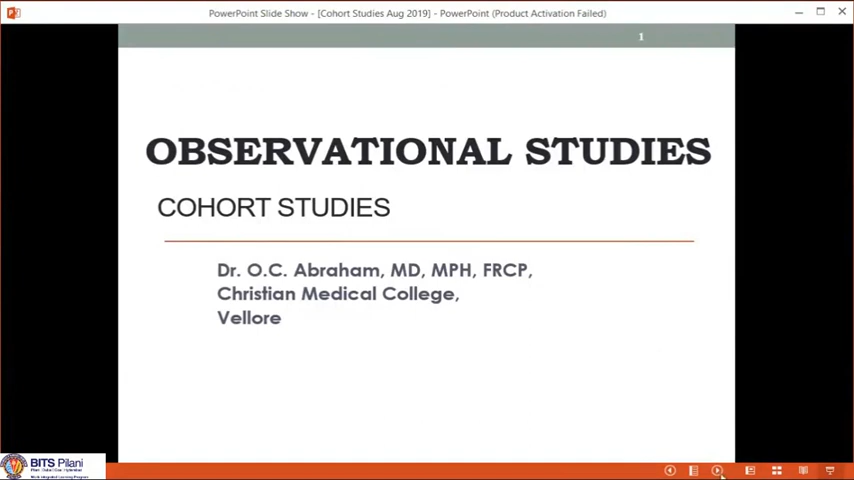 PowerPoint Slide Show - [Cohort Studies Aug 2019] - PowerPoint (Product Activation Failed)
1
OBSERVATIONAL STUDIES
COHORT STUDIES
Dr. O.C. Abraham, MD, MPH, FRCP,
Christian Medical College,
Vellore
BITS Pilani